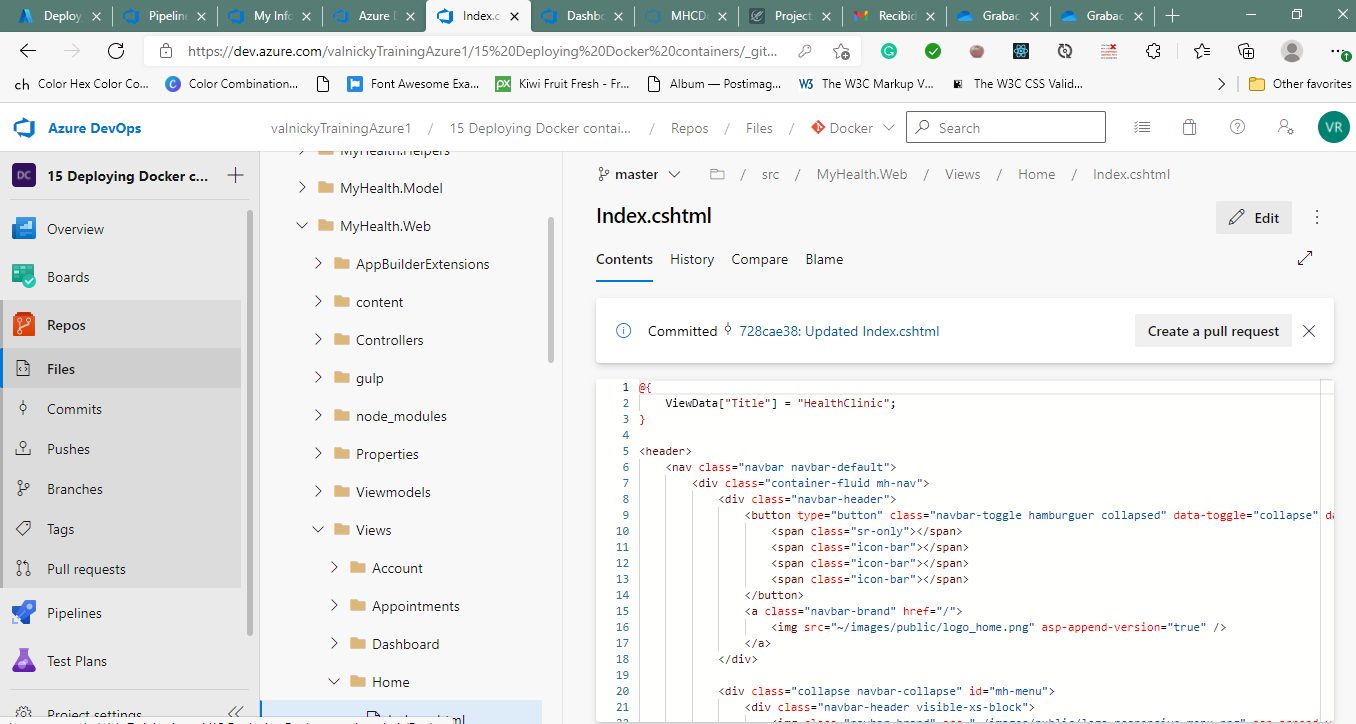 Deploy
Pipeline
My Info
Azure D
Index.c
Dashbo
MHCDo
Project
Recibid
Grabac
Grabac
https://dev.azure.com/valnickyTrainingAzure1/15%20Deploying%20Docker%20containers/_git...
ch Color Hex Color Co...
C Color Combination...
Font Awesome Exa...
px Kiwi Fruit Fresh - Fr...
Album — Postimag...
W3 The W3C Markup V...
The W3C CSS Valid...
Other favorites
Azure DevOps
valnickyTrainingAzure1 / 15 Deploying Docker contai... / Repos / Files / Docker
Search
VR
DC 15 Deploying Docker c...
Overview
Boards
Repos
Files
Commits
Pushes
Branches
Tags
Pull requests
Pipelines
Test Plans
Project settings
MyHealth.Helpers
MyHealth.Model
MyHealth.Web
AppBuilderExtensions
content
Controllers
gulp
node_modules
Properties
Viewmodels
Views
Account
Appointments
Dashboard
Home
master / src / MyHealth.Web / Views / Home / Index.cshtml
Index.cshtml
Edit
Contents History Compare Blame
Committed 728cae38: Updated Index.cshtml
Create a pull request
1 @{
2 ViewData["Title"] = "HealthClinic";
3 }
4
5 <header>
6 <nav class="navbar navbar-default">
7 <div class="container-fluid mh-nav">
8 <div class="navbar-header">
9 <button type="button" class="navbar-toggle hamburguer collapsed" data-toggle="collapse" da
10 <span class="sr-only"></span>
11 <span class="icon-bar"></span>
12 <span class="icon-bar"></span>
13 <span class="icon-bar"></span>
14 </button>
15 <a class="navbar-brand" href="/">
16 <img src="~/images/public/logo_home.png" asp-append-version="true" />
17 </a>
18 </div>
19
20 <div class="collapse navbar-collapse" id="mh-menu">
21 <div class="navbar-header visible-xs-block">